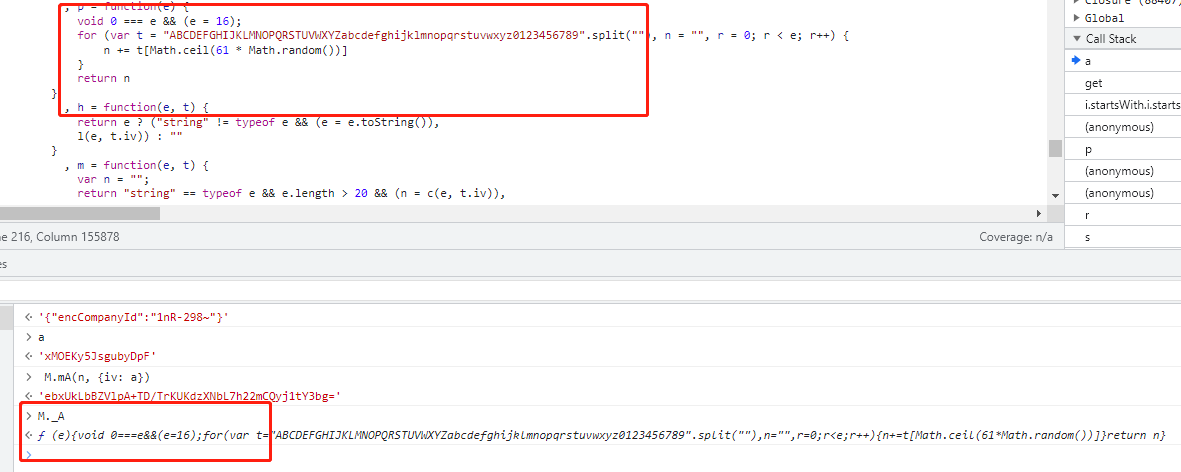 , p = function(e) {
void 0 === e && (e = 16);
for (var t = "ABCDEFGHIJKLMNOPQRSTUVWXYZabcdefghijklmnopqrstuvwxyz0123456789".split(""), n = "", r = 0; r < e; r++) {
n += t[Math.ceil(61 * Math.random())]
}
return n
}
, h = function(e, t) {
return e ? ("string" != typeof e && (e = e.toString()),
l(e, t.iv)) : ""
}
, m = function(e, t) {
var n = "";
return "string" == typeof e && e.length > 20 && (n = c(e, t.iv)),
ne 216, Column 155878
Coverage: n/a
es
Closure (88407)
Global
Call Stack
a
get
i.startsWith.i.starts
(anonymous)
p
(anonymous)
(anonymous)
r
s
'{"encCompanyId":"1nR-298~"}'
a
'xMOEKy5JsgubyDpF'
M.mA(n, {iv: a})
'ebxUkLbBZVlpA+TD/TrKUKdzXNbL7h22mCQyj1tY3bg='
M._A
ƒ (e){void 0===e&&(e=16);for(var t="ABCDEFGHIJKLMNOPQRSTUVWXYZabcdefghijklmnopqrstuvwxyz0123456789".split(""),n="",r=0;r<e;r++){n+=t[Math.ceil(61*Math.random())]}return n}